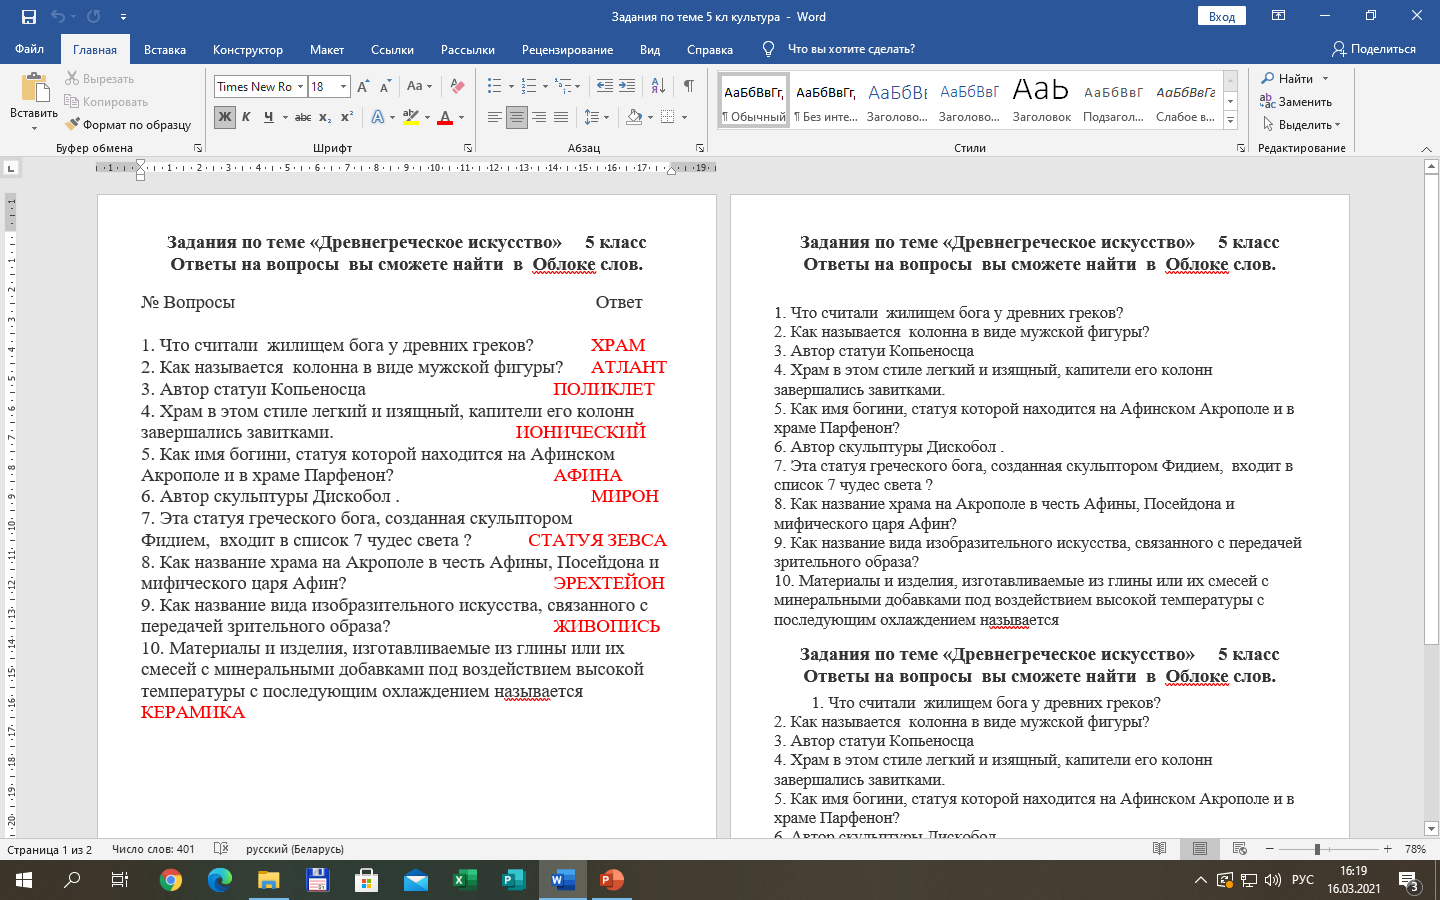 Задания по теме 5 кл культура - Word
Вход
Файл Главная Вставка Конструктор Макет Ссылки Рассылки Рецензирование Вид Справка Что вы хотите сделать? Поделиться
Вставить
Вырезать
Копировать
Формат по образцу
Буфер обмена
Times New Ro 18
Aa
Ж К Ч abc x₂ x²
Шрифт
Абзац
АаБбВвГг, АаБбВвГг, АаБбВв АаБбВвГ АаЬ АаБбВвГ АаБбВвГг
¶ Обычный ¶ Без инте... Заголово... Заголово... Заголовок Подзагол... Слабое в...
Стили
Найти
Заменить
Выделить
Редактирование
Задания по теме «Древнегреческое искусство» 5 класс
Ответы на вопросы вы сможете найти в Облоке слов.
№ Вопросы Ответ
1. Что считали жилищем бога у древних греков? ХРАМ
2. Как называется колонна в виде мужской фигуры? АТЛАНТ
3. Автор статуи Копьеносца ПОЛИКЛЕТ
4. Храм в этом стиле легкий и изящный, капители его колонн
завершались завитками. ИОНИЧЕСКИЙ
5. Как имя богини, статуя которой находится на Афинском
Акрополе и в храме Парфенон? АФИНА
6. Автор скульптуры Дискобол . МИРОН
7. Эта статуя греческого бога, созданная скульптором
Фидием, входит в список 7 чудес света ? СТАТУЯ ЗЕВСА
8. Как название храма на Акрополе в честь Афины, Посейдона и
мифического царя Афин? ЭРЕХТЕЙОН
9. Как название вида изобразительного искусства, связанного с
передачей зрительного образа? ЖИВОПИСЬ
10. Материалы и изделия, изготавливаемые из глины или их
смесей с минеральными добавками под воздействием высокой
температуры с последующим охлаждением называется
КЕРАМИКА
Задания по теме «Древнегреческое искусство» 5 класс
Ответы на вопросы вы сможете найти в Облоке слов.
1. Что считали жилищем бога у древних греков?
2. Как называется колонна в виде мужской фигуры?
3. Автор статуи Копьеносца
4. Храм в этом стиле легкий и изящный, капители его колонн
завершались завитками.
5. Как имя богини, статуя которой находится на Афинском Акрополе и в
храме Парфенон?
6. Автор скульптуры Дискобол .
7. Эта статуя греческого бога, созданная скульптором Фидием, входит в
список 7 чудес света ?
8. Как название храма на Акрополе в честь Афины, Посейдона и
мифического царя Афин?
9. Как название вида изобразительного искусства, связанного с передачей
зрительного образа?
10. Материалы и изделия, изготавливаемые из глины или их смесей с
минеральными добавками под воздействием высокой температуры с
последующим охлаждением называется
Задания по теме «Древнегреческое искусство» 5 класс
Ответы на вопросы вы сможете найти в Облоке слов.
1. Что считали жилищем бога у древних греков?
2. Как называется колонна в виде мужской фигуры?
3. Автор статуи Копьеносца
4. Храм в этом стиле легкий и изящный, капители его колонн
завершались завитками.
5. Как имя богини, статуя которой находится на Афинском Акрополе и в
храме Парфенон?
6. Автор скульптуры Дискобол
Страница 1 из 2 Число слов: 401 русский (Беларусь) 78%
РУС
16:19
16.03.2021
3